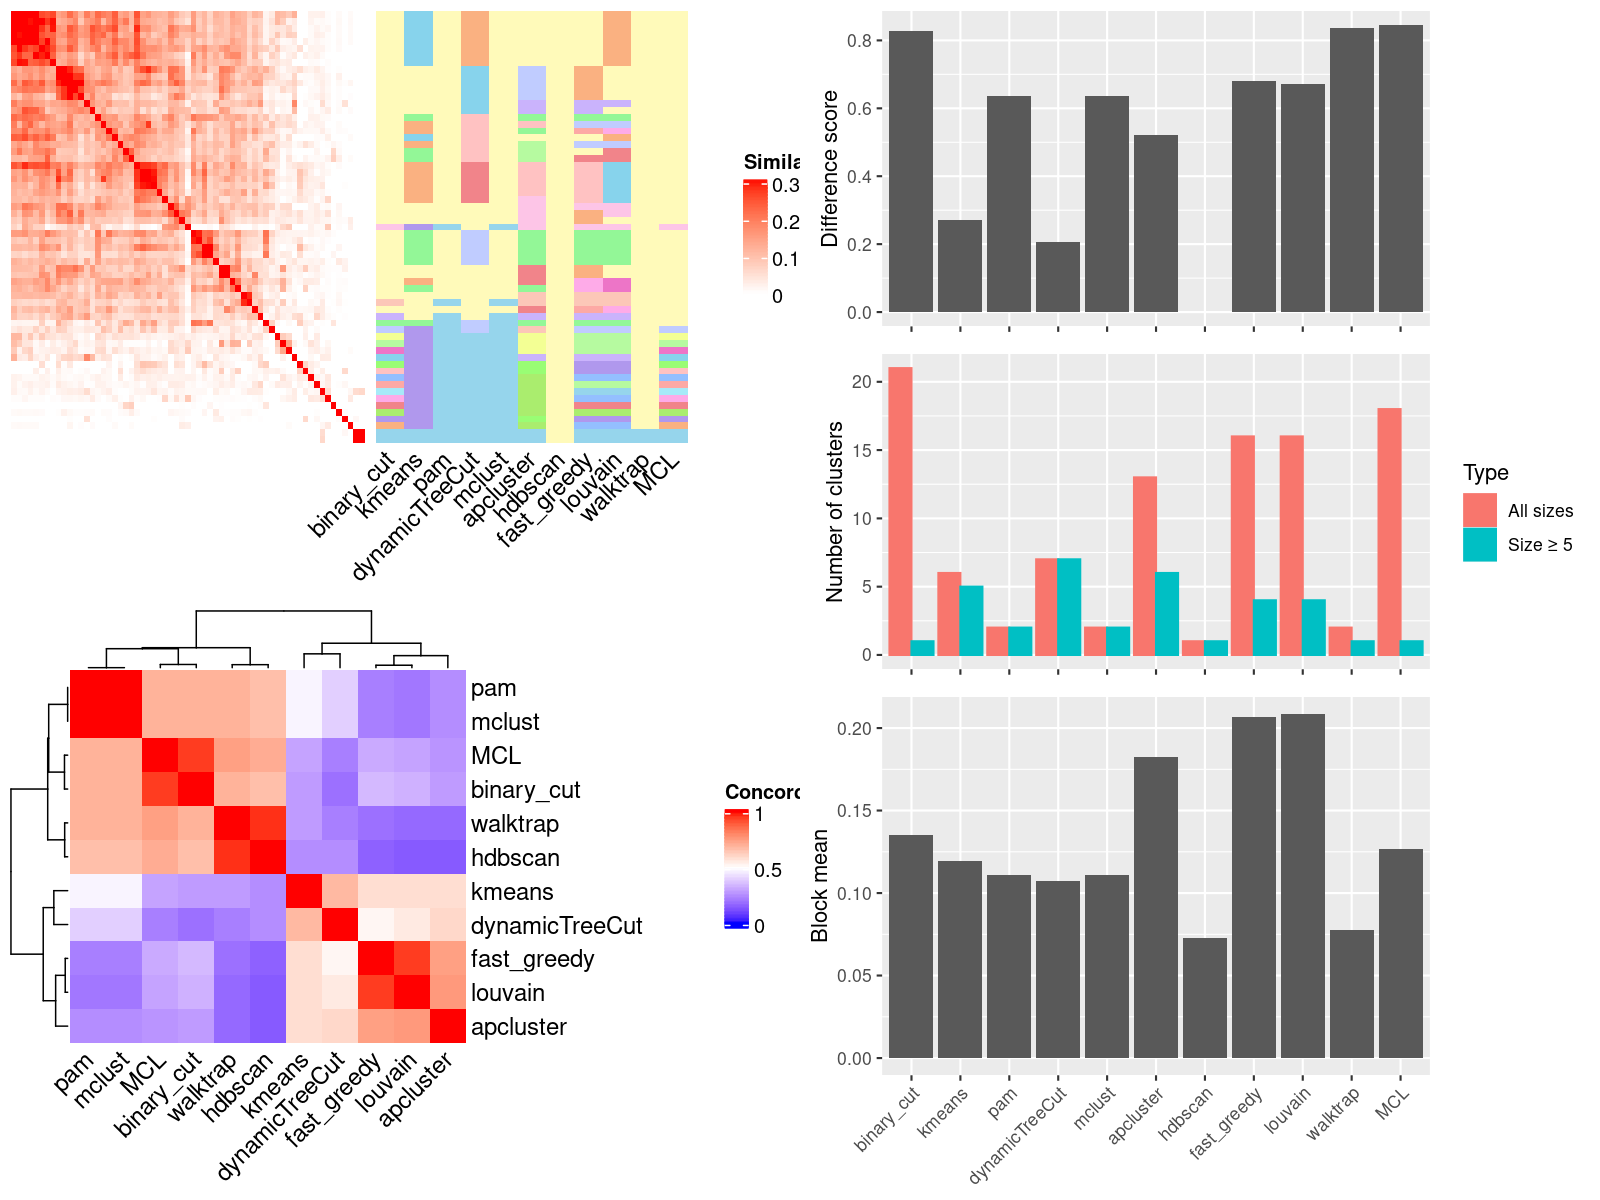 Simila
0.3
0.2
0.1
0
binary_cut
kmeans
pam
dynamicTreeCut
mclust
apcluster
hdbscan
fast_greedy
louvain
walktrap
MCL
pam
mclust
MCL
binary_cut
walktrap
hdbscan
kmeans
dynamicTreeCut
fast_greedy
louvain
apcluster
pam
mclust
MCL
binary_cut
walktrap
hdbscan
kmeans
dynamicTreeCut
fast_greedy
louvain
apcluster
Concord
1
0.5
0
Difference score
0.8
0.6
0.4
0.2
0.0
Number of clusters
20
15
10
5
0
Type
All sizes
Size ≥ 5
Block mean
0.20
0.15
0.10
0.05
0.00
binary_cut
kmeans
pam
dynamicTreeCut
mclust
apcluster
hdbscan
fast_greedy
louvain
walktrap
MCL